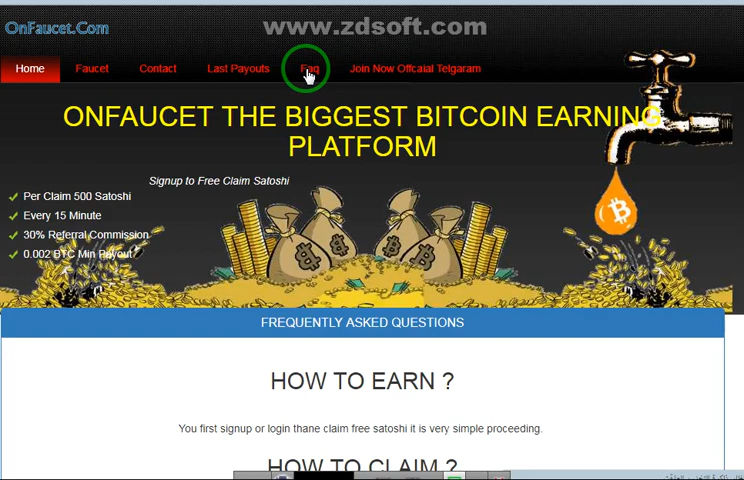 www.zdsoft.com
OnFaucet.Com
Home Faucet Contact Last Payouts Faq Join Now Offcaial Telgaram
ONFAUCET THE BIGGEST BITCOIN EARNING
PLATFORM
Signup to Free Claim Satoshi
Per Claim 500 Satoshi
Every 15 Minute
30% Referral Commission
0.002 BTC Min Payout
FREQUENTLY ASKED QUESTIONS
HOW TO EARN ?
You first signup or login thane claim free satoshi it is very simple proceeding.
HOW TO CLAIM ?